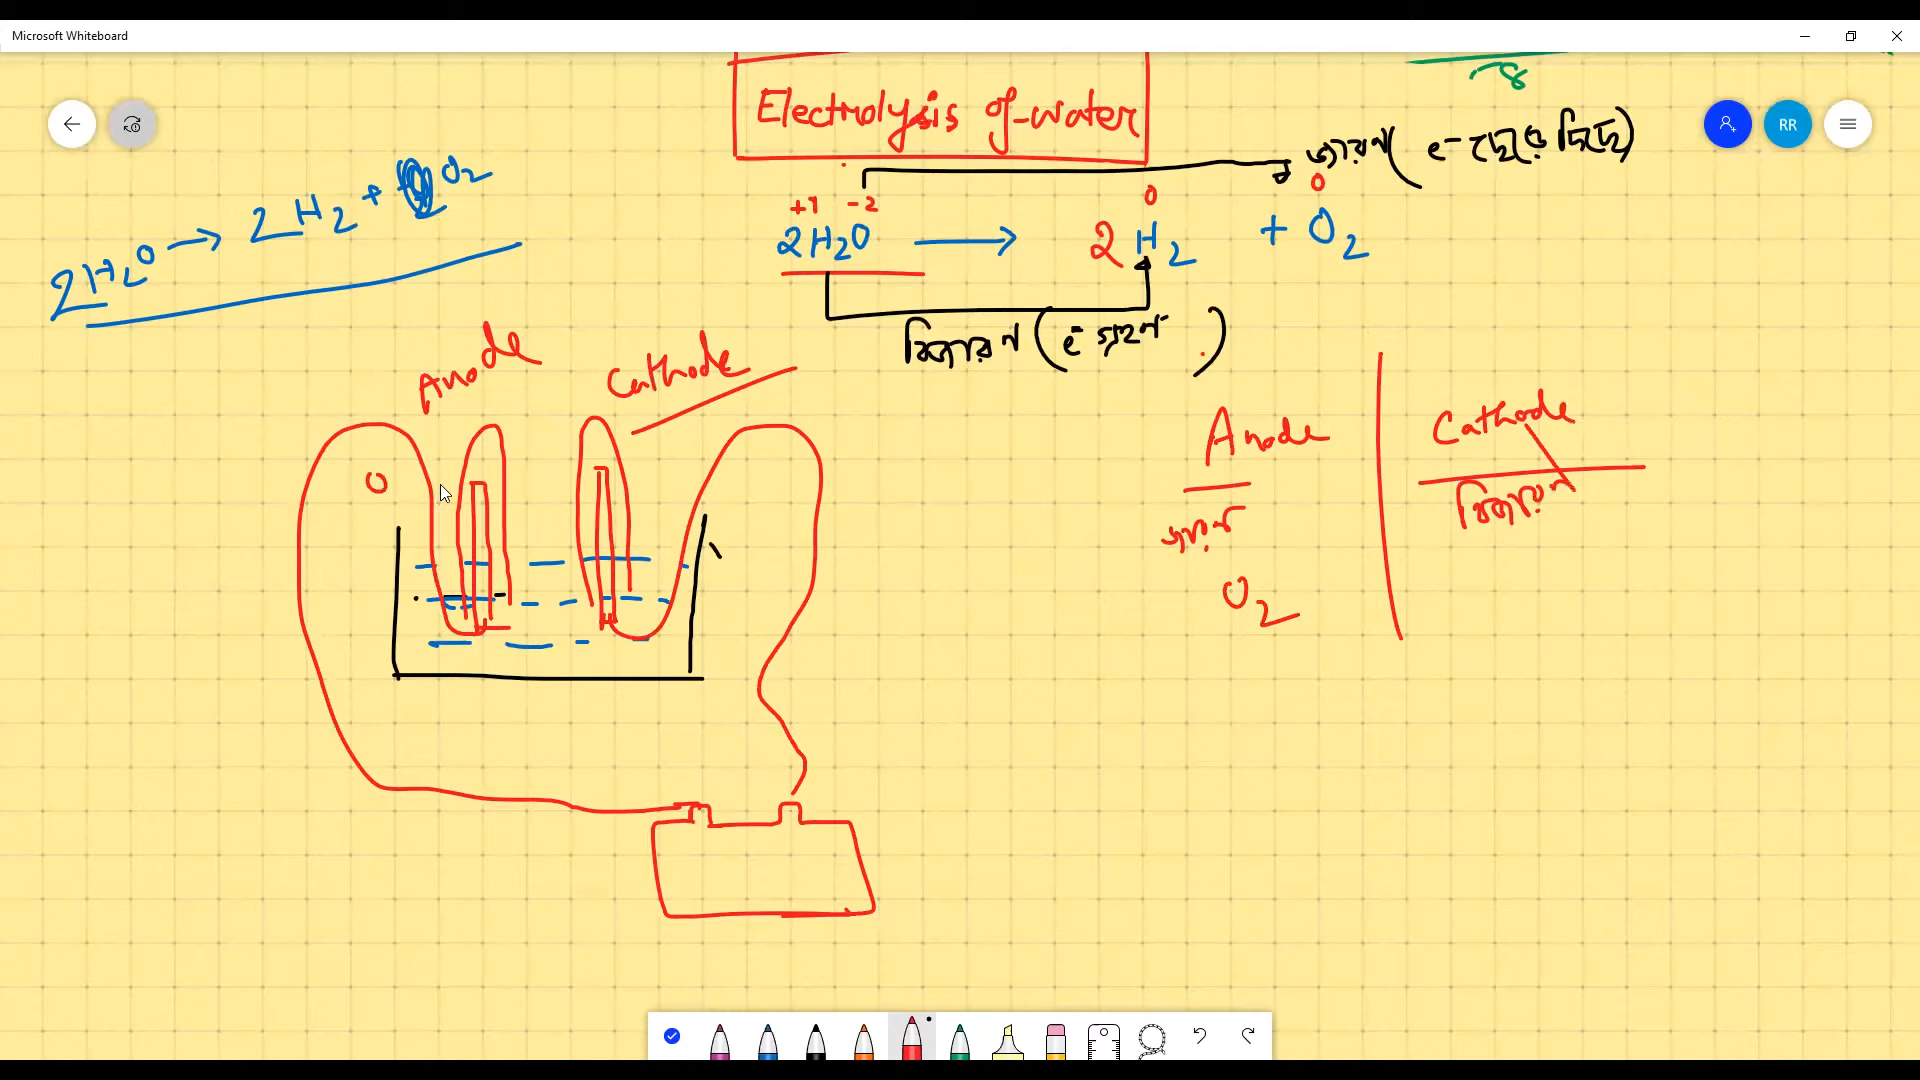 Microsoft Whiteboard
-8
Electrolysis of water
RR
জারণ (e- ছেড়ে দিচ্ছে)
2H2O → 2H2 + O2
+1 -2 0 0
2H2O → 2H2 + O2
বিজারণ (e- গ্রহণ)
Anode Cathode
Anode Cathode
জারণ বিজারণ
O
O2